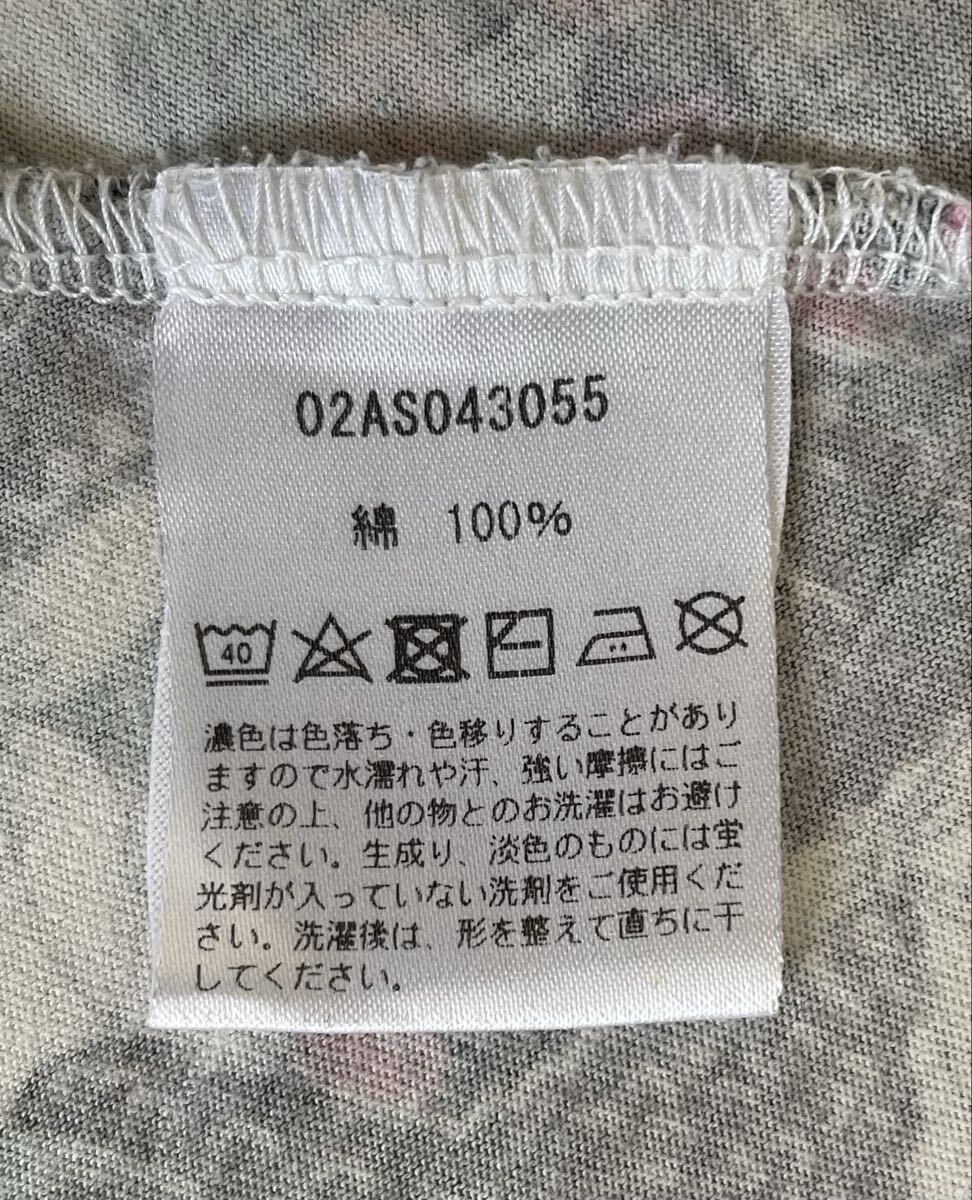 02AS043055
綿 100%
40
濃色は色落ち・色移りすることがあり
ますので水濡れや汗、強い摩擦にはご
注意の上、他の物とのお洗濯はお避け
ください。生成り、淡色のものには蛍
光剤が入っていない洗剤をご使用くだ
さい。洗濯後は、形を整えて直ちに干
してください。